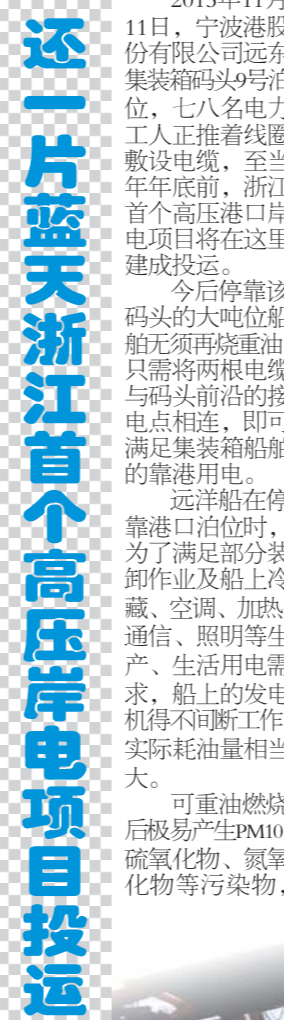 还一片蓝天浙江首个高压岸电项目投运
2015年11月
11日，宁波港股
份有限公司远东
集装箱码头9号泊
位，七八名电力
工人正推着线圈
敷设电缆，至当
年年底前，浙江
首个高压港口岸
电项目将在这里
建成投运。
今后停靠该
码头的大吨位船
舶无须再烧重油，
只需将两根电缆
与码头前沿的接
电点相连，即可
满足集装箱船舶
的靠港用电。
远洋船在停
靠港口泊位时，
为了满足部分装
卸作业及船上冷
藏、空调、加热、
通信、照明等生
产、生活用电需
求，船上的发电
机得不间断工作，
实际耗油量相当
大。
可重油燃烧
后极易产生PM10、
硫氧化物、氮氧
化物等污染物，